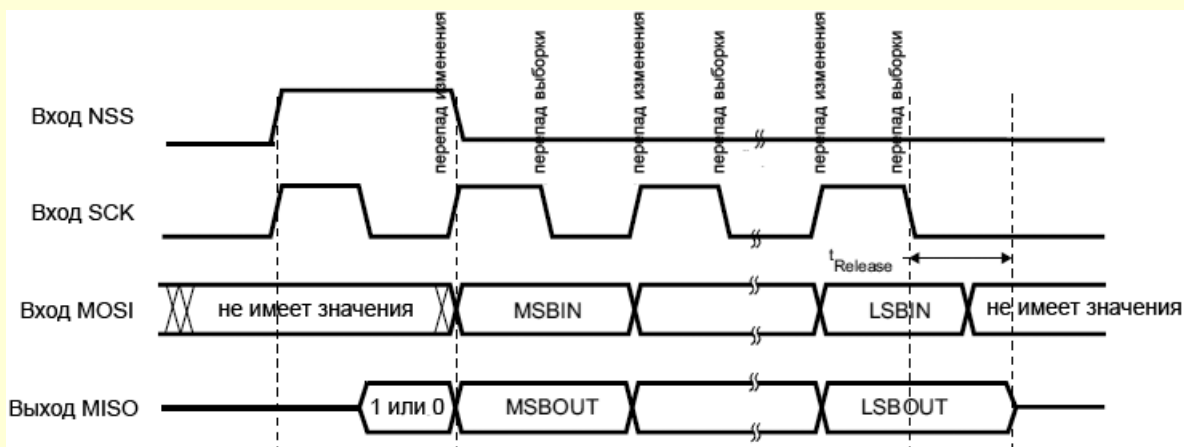 перепад изменения
перепад выборки
перепад изменения
перепад выборки
перепад изменения
перепад выборки
Вход NSS
Вход SCK
tRelease
Вход MOSI
не имеет значения
MSBIN
LSBIN
не имеет значения
Выход MISO
1 или 0
MSBOUT
LSBOUT